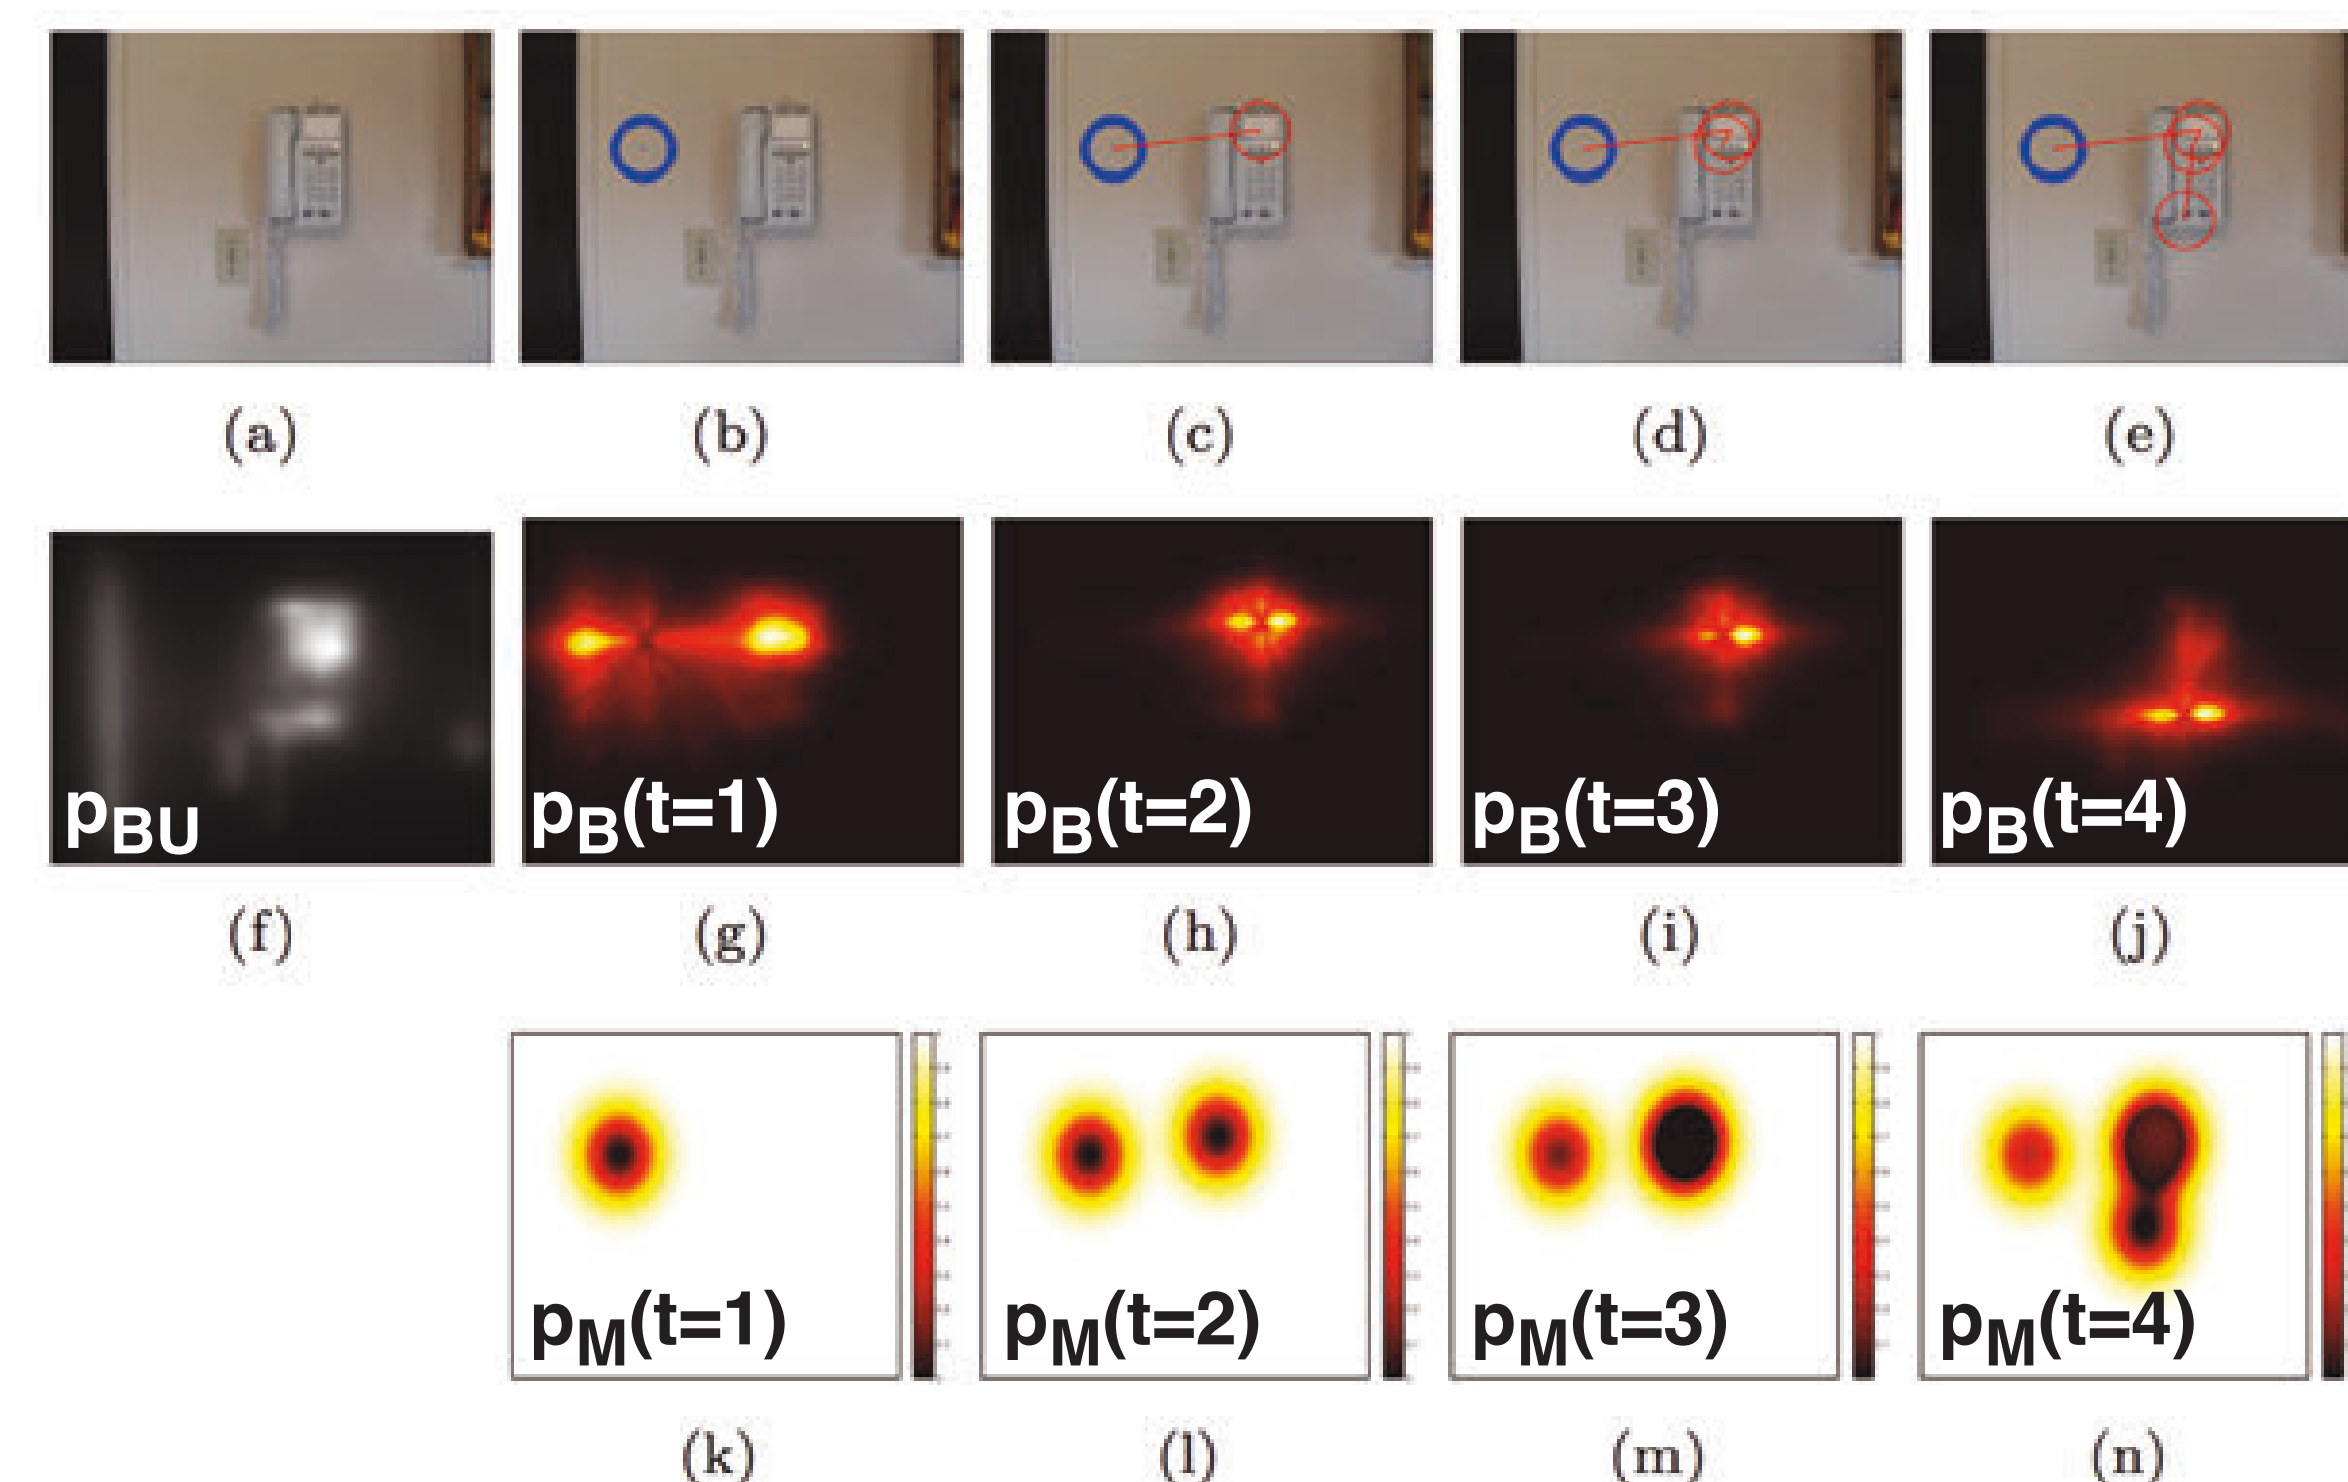 (a) (b) (c) (d) (e)
pBU pB(t=1) pB(t=2) pB(t=3) pB(t=4)
(f) (g) (h) (i) (j)
pM(t=1) pM(t=2) pM(t=3) pM(t=4)
(k) (l) (m) (n)